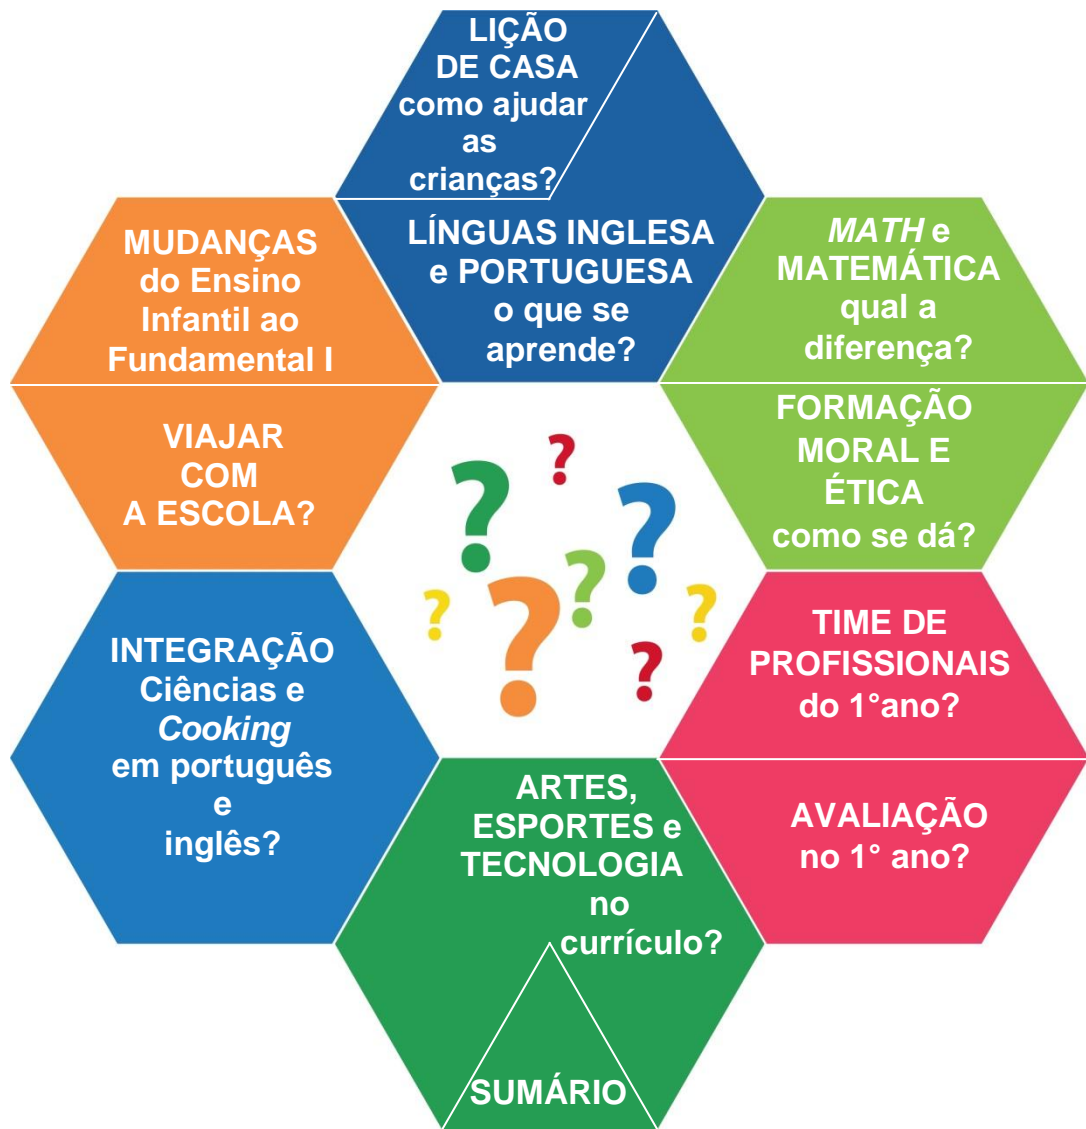 LIÇÃO
DE CASA
como ajudar
as
crianças?
LÍNGUAS INGLESA
e PORTUGUESA
o que se
aprende?
MUDANÇAS
do Ensino
Infantil ao
Fundamental I
VIAJAR
COM
A ESCOLA?
MATH e
MATEMÁTICA
qual a
diferença?
FORMAÇÃO
MORAL E
ÉTICA
como se dá?
? ? ? ? ? ? ? ?
INTEGRAÇÃO
Ciências e
Cooking
em português
e
inglês?
TIME DE
PROFISSIONAIS
do 1°ano?
AVALIAÇÃO
no 1° ano?
ARTES,
ESPORTES e
TECNOLOGIA
no
currículo?
SUMÁRIO